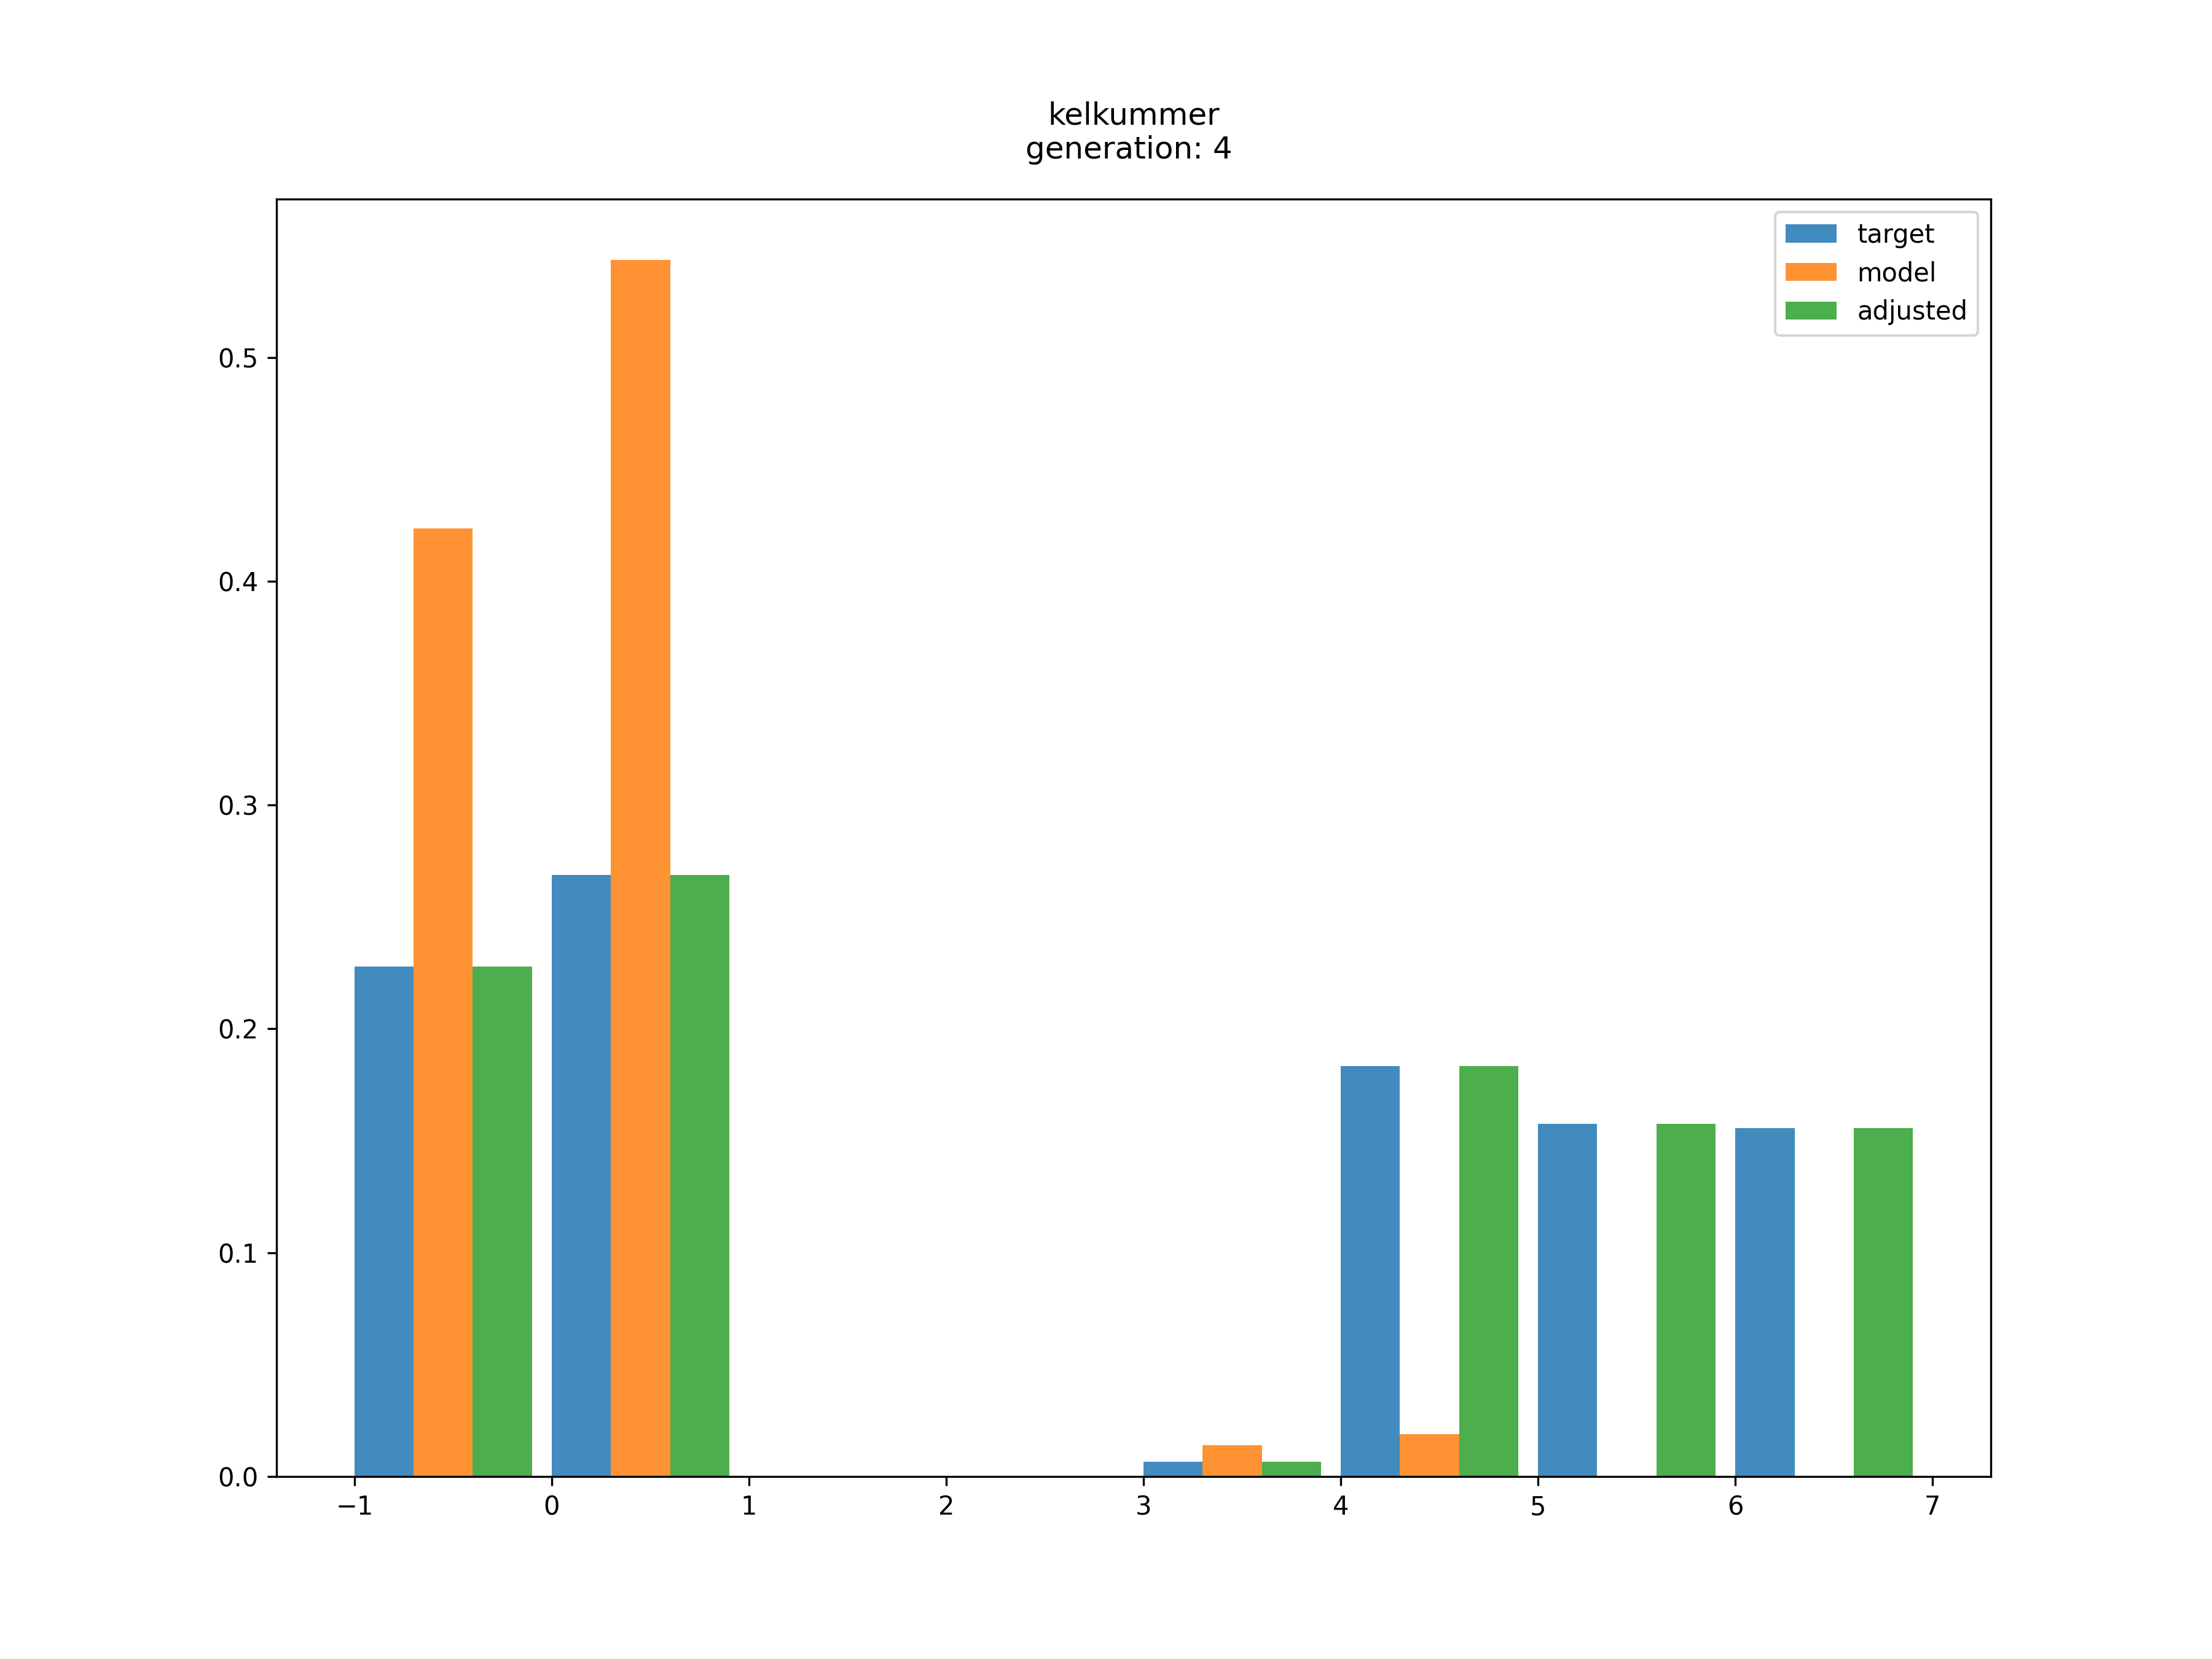 kelkummer
generation: 4
target
model
adjusted
0.5
0.4
0.3
0.2
0.1
0.0
−1 0 1 2 3 4 5 6 7